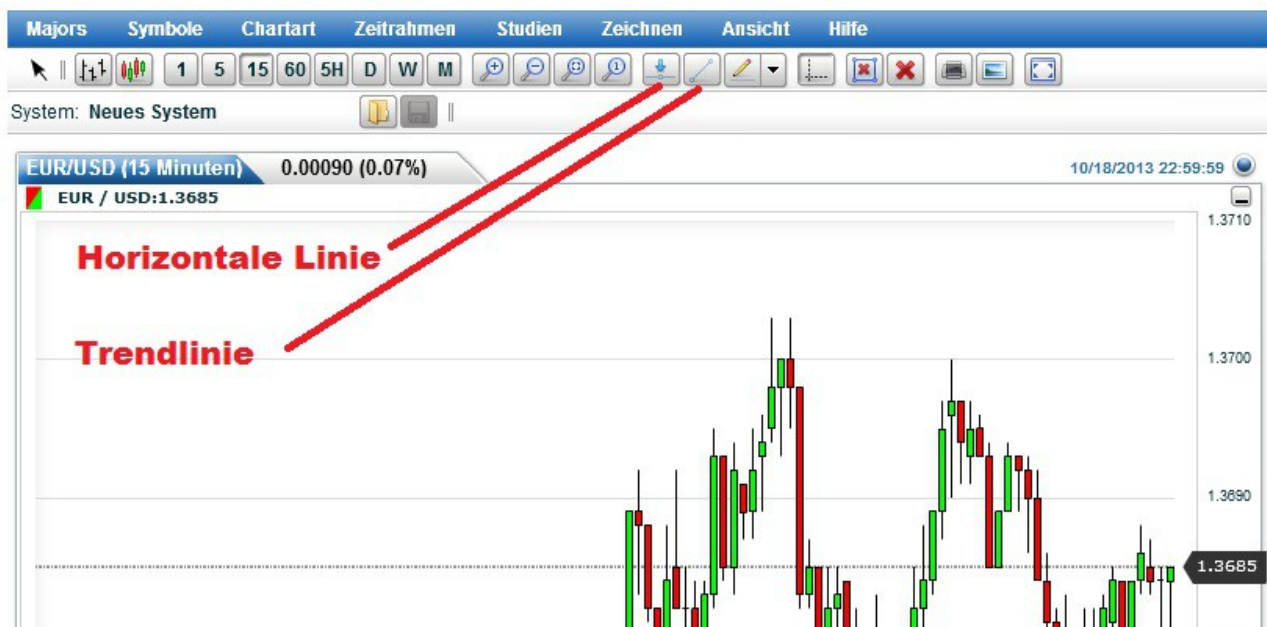 Majors Symbole Chartart Zeitrahmen Studien Zeichnen Ansicht Hilfe
1 5 15 60 5H D W M 1
System: Neues System
EUR/USD (15 Minuten) 0.00090 (0.07%) 10/18/2013 22:59:59
EUR / USD:1.3685
1.3710
Horizontale Linie
Trendlinie
1.3700
1.3690
1.3685